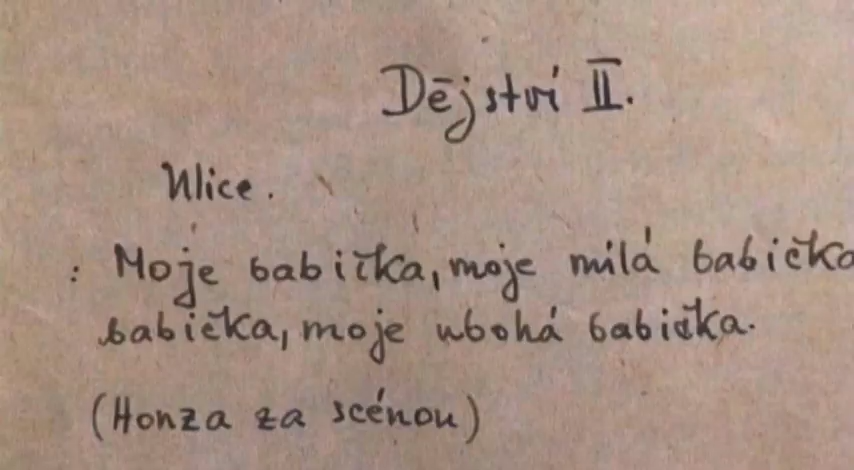 Dějství II.
Ulice.
: Moje babička, moje milá babička
babička, moje ubohá babička.
(Honza za scénou)